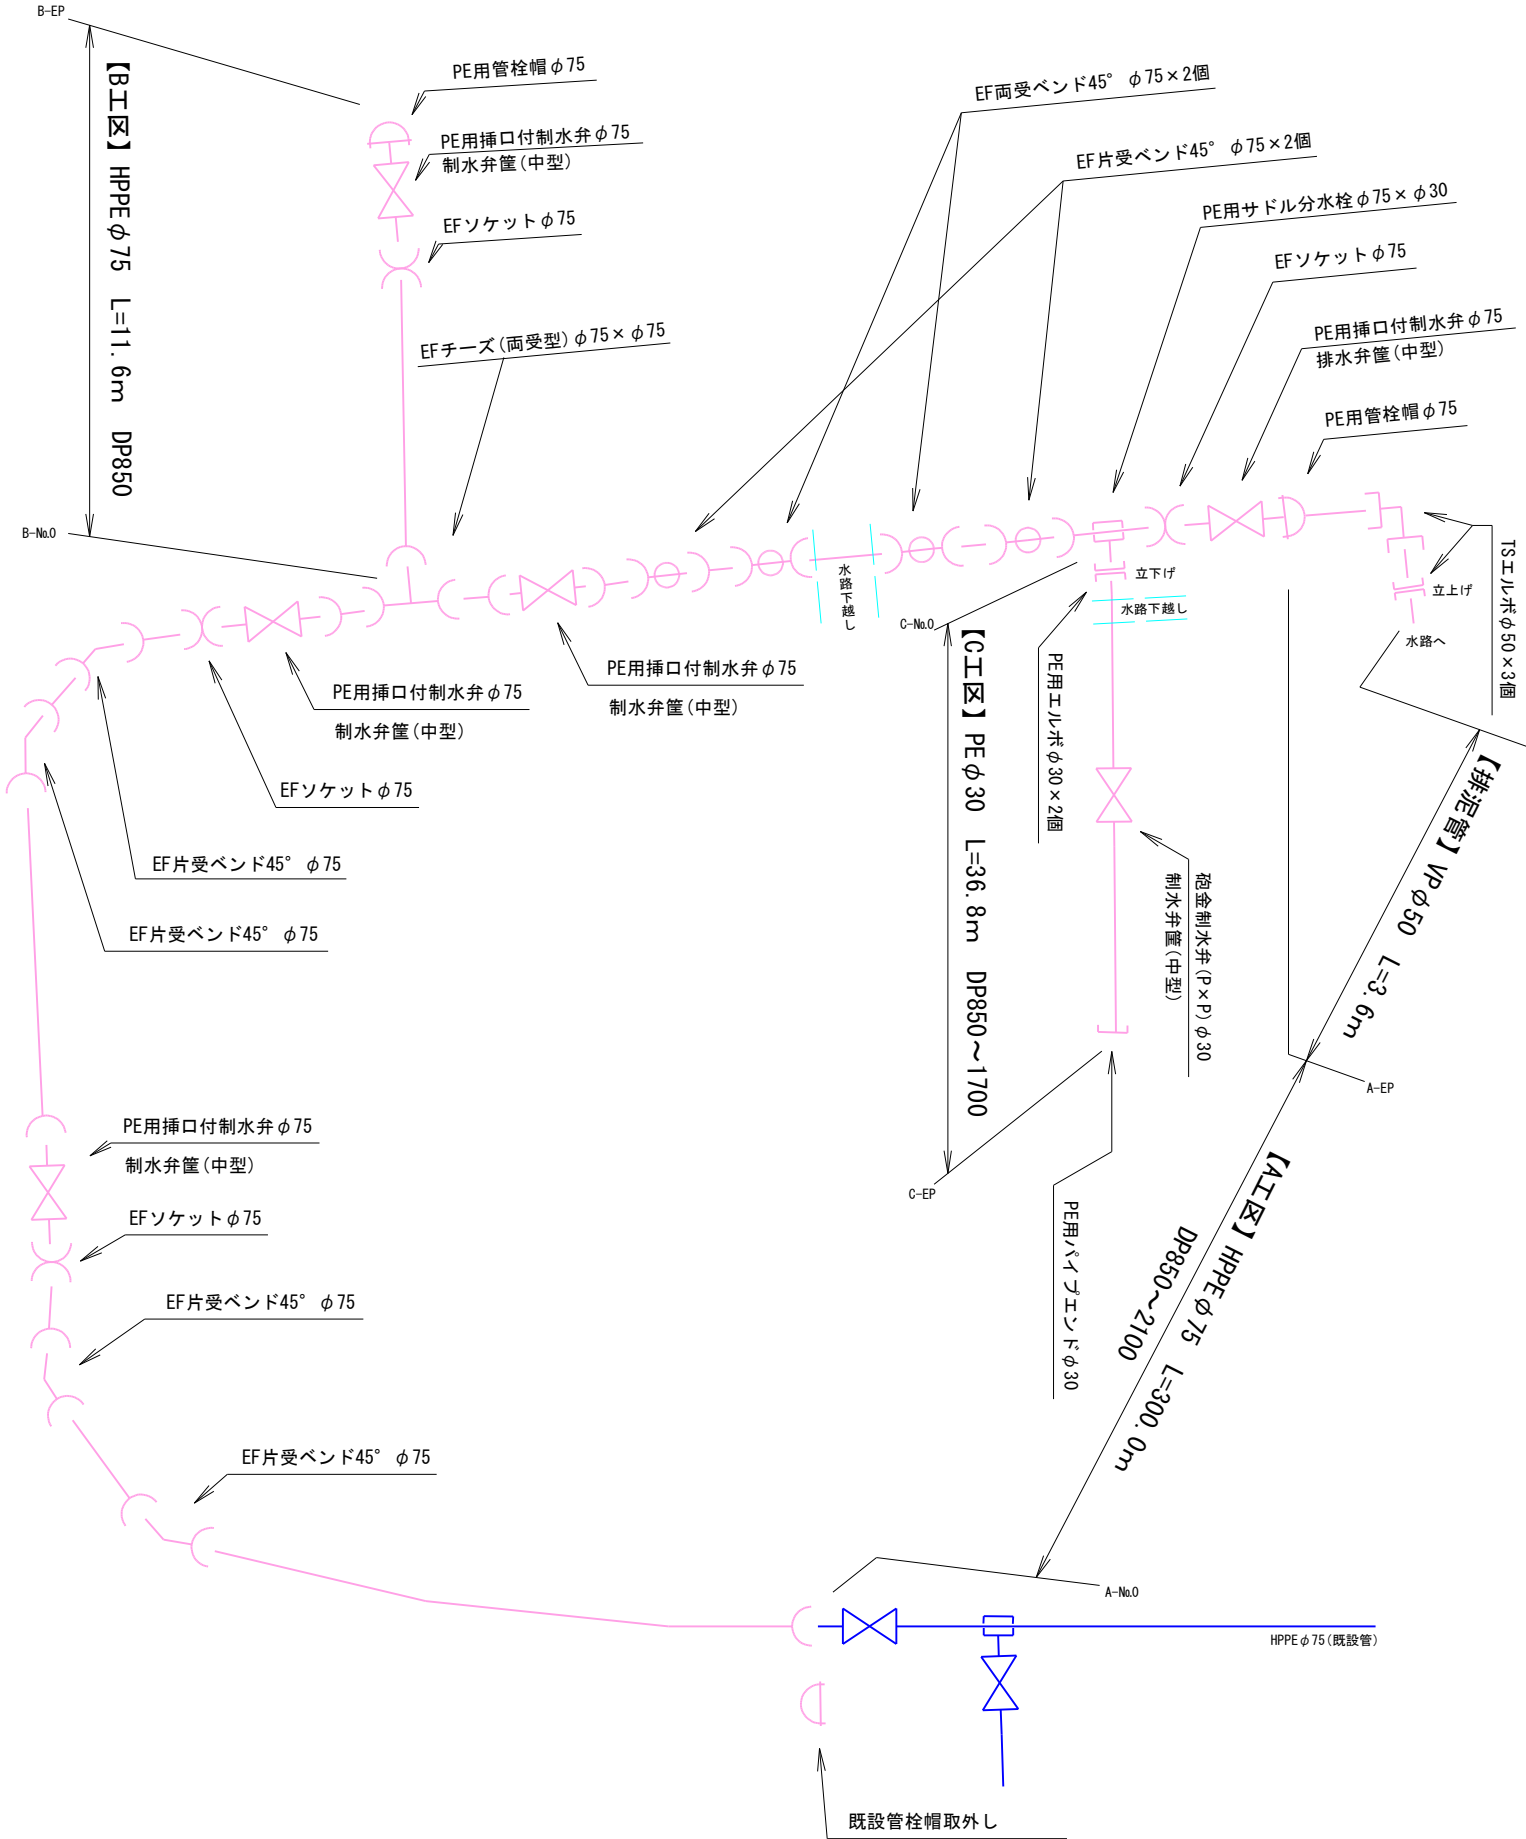 B-EP
PE用管栓帽φ75
EF両受ベンド45° φ75×2個
PE用挿口付制水弁φ75
制水弁筐(中型)
EF片受ベンド45° φ75×2個
【B工区】HPPEφ75 L=11.6m DP850
EFソケットφ75
PE用サドル分水栓φ75×φ30
EFソケットφ75
PE用挿口付制水弁φ75
排水弁筐(中型)
EFチーズ(両受型)φ75×φ75
PE用管栓帽φ75
B-No.0
TSエルボφ50×3個
水路下越し
立下げ
立上げ
水路下越し
C-No.0
水路へ
PE用エルボφ30×2個
【C工区】PEφ30 L=36.8m DP850～1700
PE用挿口付制水弁φ75
制水弁筐(中型)
PE用挿口付制水弁φ75
制水弁筐(中型)
EFソケットφ75
【排泥管】VPφ50 L=3.6m
EF片受ベンド45° φ75
EF片受ベンド45° φ75
砲金制水弁(P×P)φ30
制水弁筐(中型)
A-EP
PE用挿口付制水弁φ75
制水弁筐(中型)
C-EP
EFソケットφ75
PE用パイプエンドφ30
【A工区】HPPEφ75 L=300.0m
DP850～2100
EF片受ベンド45° φ75
EF片受ベンド45° φ75
A-No.0
HPPEφ75(既設管)
既設管栓帽取外し